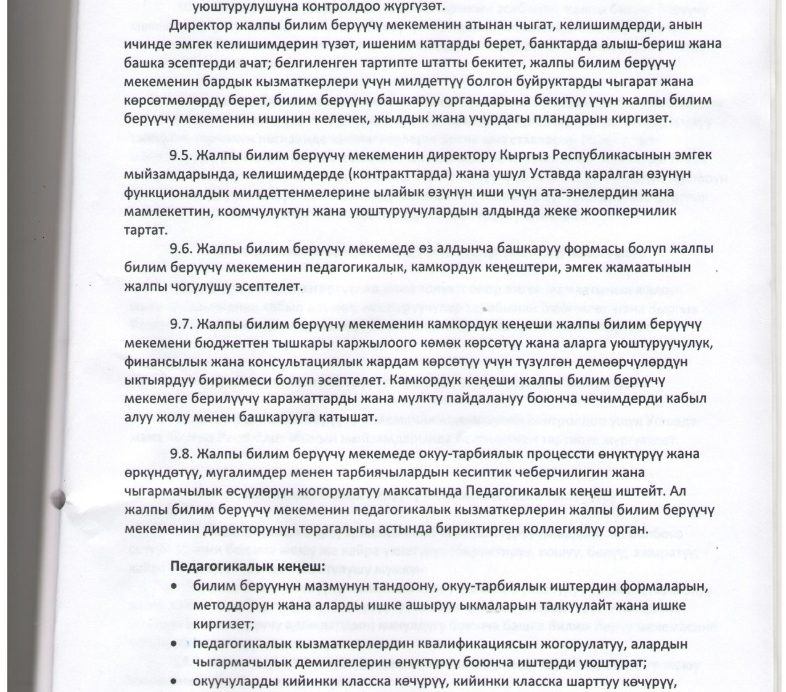 уюштурулушуна контролдоо жүргүзөт.
Директор жалпы билим берүүчү мекеменин атынан чыгат, келишимдерди, анын
ичинде эмгек келишимдерин түзөт, ишеним каттарды берет, банктарда алыш-бериш жана
башка эсептерди ачат; белгиленген тартипте штатты бекитет, жалпы билим берүүчү
мекеменин бардык кызматкерлери үчүн милдеттүү болгон буйруктарды чыгарат жана
көрсөтмөлөрдү берет, билим берүүнү башкаруу органдарына бекитүү үчүн жалпы билим
берүүчү мекеменин ишинин келечек, жылдык жана учурдагы пландарын киргизет.
9.5. Жалпы билим берүүчү мекеменин директору Кыргыз Республикасынын эмгек
мыйзамдарында, келишимдерде (контракттарда) жана ушул Уставда каралган өзүнүн
функционалдык милдеттенмелерине ылайык өзүнүн иши үчүн ата-энелердин жана
мамлекеттин, коомчулуктун жана уюштуруучулардын алдында жеке жоопкерчилик
тартат.
9.6. Жалпы билим берүүчү мекемеде өз алдынча башкаруу формасы болуп жалпы
билим берүүчү мекеменин педагогикалык, камкордук кеңештери, эмгек жамаатынын
жалпы чогулушу эсептелет.
9.7. Жалпы билим берүүчү мекеменин камкордук кеңеши жалпы билим берүүчү
мекемени бюджеттен тышкары каржылоого көмөк көрсөтүү жана аларга уюштуруучулук,
финансылык жана консультациялык жардам көрсөтүү үчүн түзүлгөн демөөрчүлөрдүн
ыктыярдуу бирикмеси болуп эсептелет. Камкордук кеңеши жалпы билим берүүчү
мекемеге берилүүчү каражаттарды жана мүлктү пайдалануу боюнча чечимдерди кабыл
алуу жолу менен башкарууга катышат.
9.8. Жалпы билим берүүчү мекемеде окуу-тарбиялык процессти өнүктүрүү жана
өркүндөтүү, мугалимдер менен тарбиячылардын кесиптик чеберчилигин жана
чыгармачылык өсүүлөрүн жогорулатуу максатында Педагогикалык кеңеш иштейт. Ал
жалпы билим берүүчү мекеменин педагогикалык кызматкерлерин жалпы билим берүүчү
мекеменин директорунун төрагалыгы астында бириктирген коллегиялуу орган.
Педагогикалык кеңеш:
• билим берүүнүн мазмунун тандоону, окуу-тарбиялык иштердин формаларын,
методдорун жана аларды ишке ашыруу ыкмаларын талкуулайт жана ишке
киргизет;
• педагогикалык кызматкерлердин квалификациясын жогорулатуу, алардын
чыгармачылык демилгелерин өнүктүрүү боюнча иштерди уюштурат;
• окуучуларды кийинки класска көчүрүү, кийинки класска шарттуу көчүрүү,